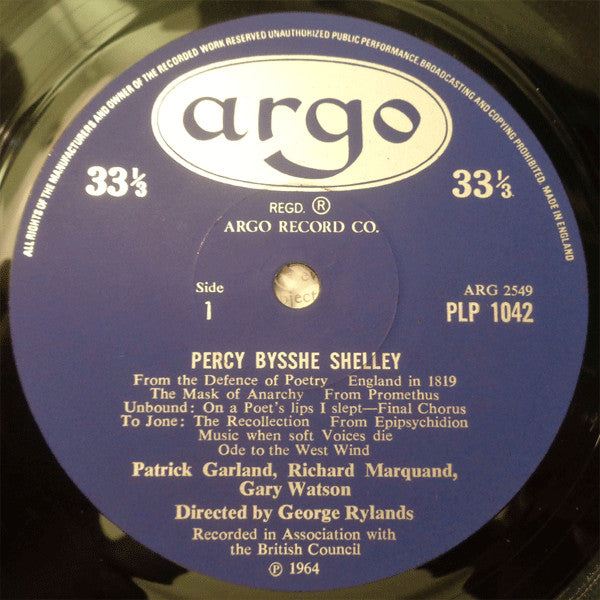 ALL RIGHTS OF THE MANUFACTURER & AND OWNER OF THE RECORDED WORK RESERVED UNAUTHORIZED PUBLIC PERFORMANCE, BROADCASTING AND COPYING PROHIBITED. MADE IN ENGLAND
argo
33⅓
33⅓
REGD. ®
ARGO RECORD CO.
Side
1
ARG 2549
PLP 1042
PERCY BYSSHE SHELLEY
From the Defence of Poetry England in 1819
The Mask of Anarchy From Promethus
Unbound: On a Poet's lips I slept—Final Chorus
To Jone: The Recollection From Epipsychidion
Music when soft Voices die
Ode to the West Wind
Patrick Garland, Richard Marquand,
Gary Watson
Directed by George Rylands
Recorded in Association with
the British Council
℗ 1964